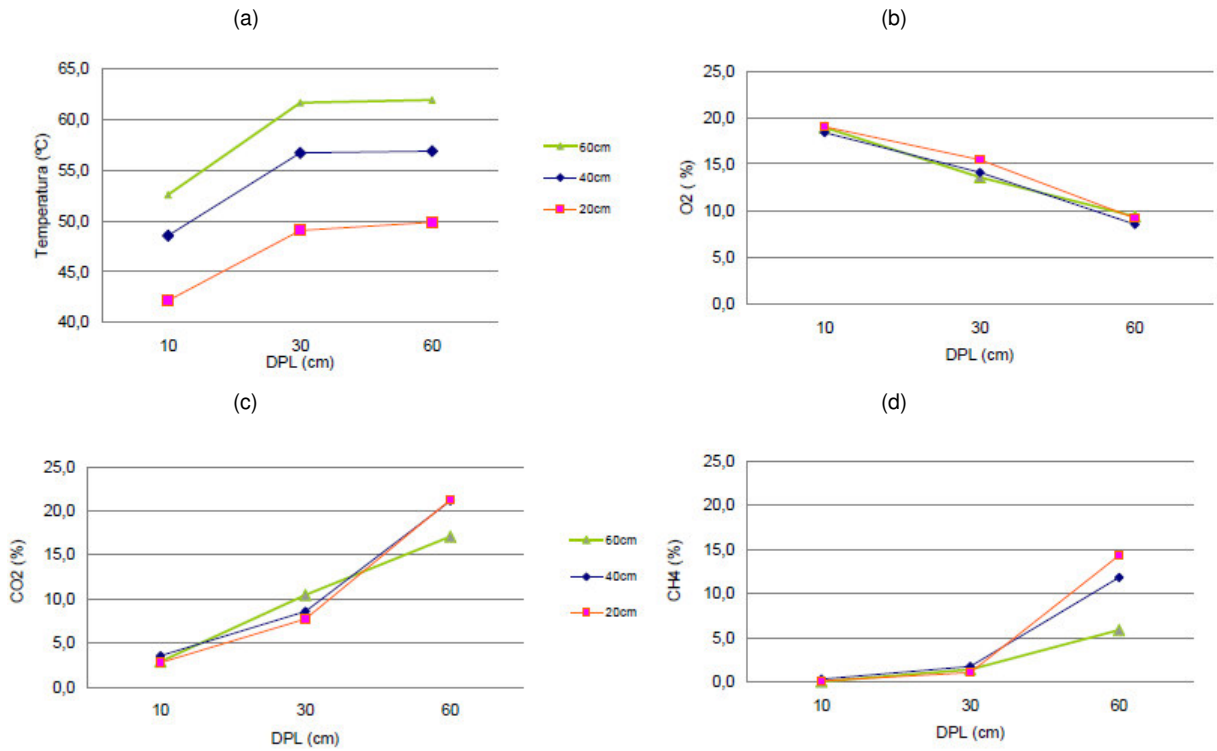 (a)
65,0
60,0
55,0
50,0
45,0
40,0
Temperatura (ºC)
10 30 60
DPL (cm)
60cm
40cm
20cm
(b)
25,0
20,0
15,0
10,0
5,0
0,0
O2 ( %)
10 30 60
DPL (cm)
(c)
25,0
20,0
15,0
10,0
5,0
0,0
CO2 (%)
10 30 60
DPL (cm)
60cm
40cm
20cm
(d)
25,0
20,0
15,0
10,0
5,0
0,0
CH4 (%)
10 30 60
DPL (cm)